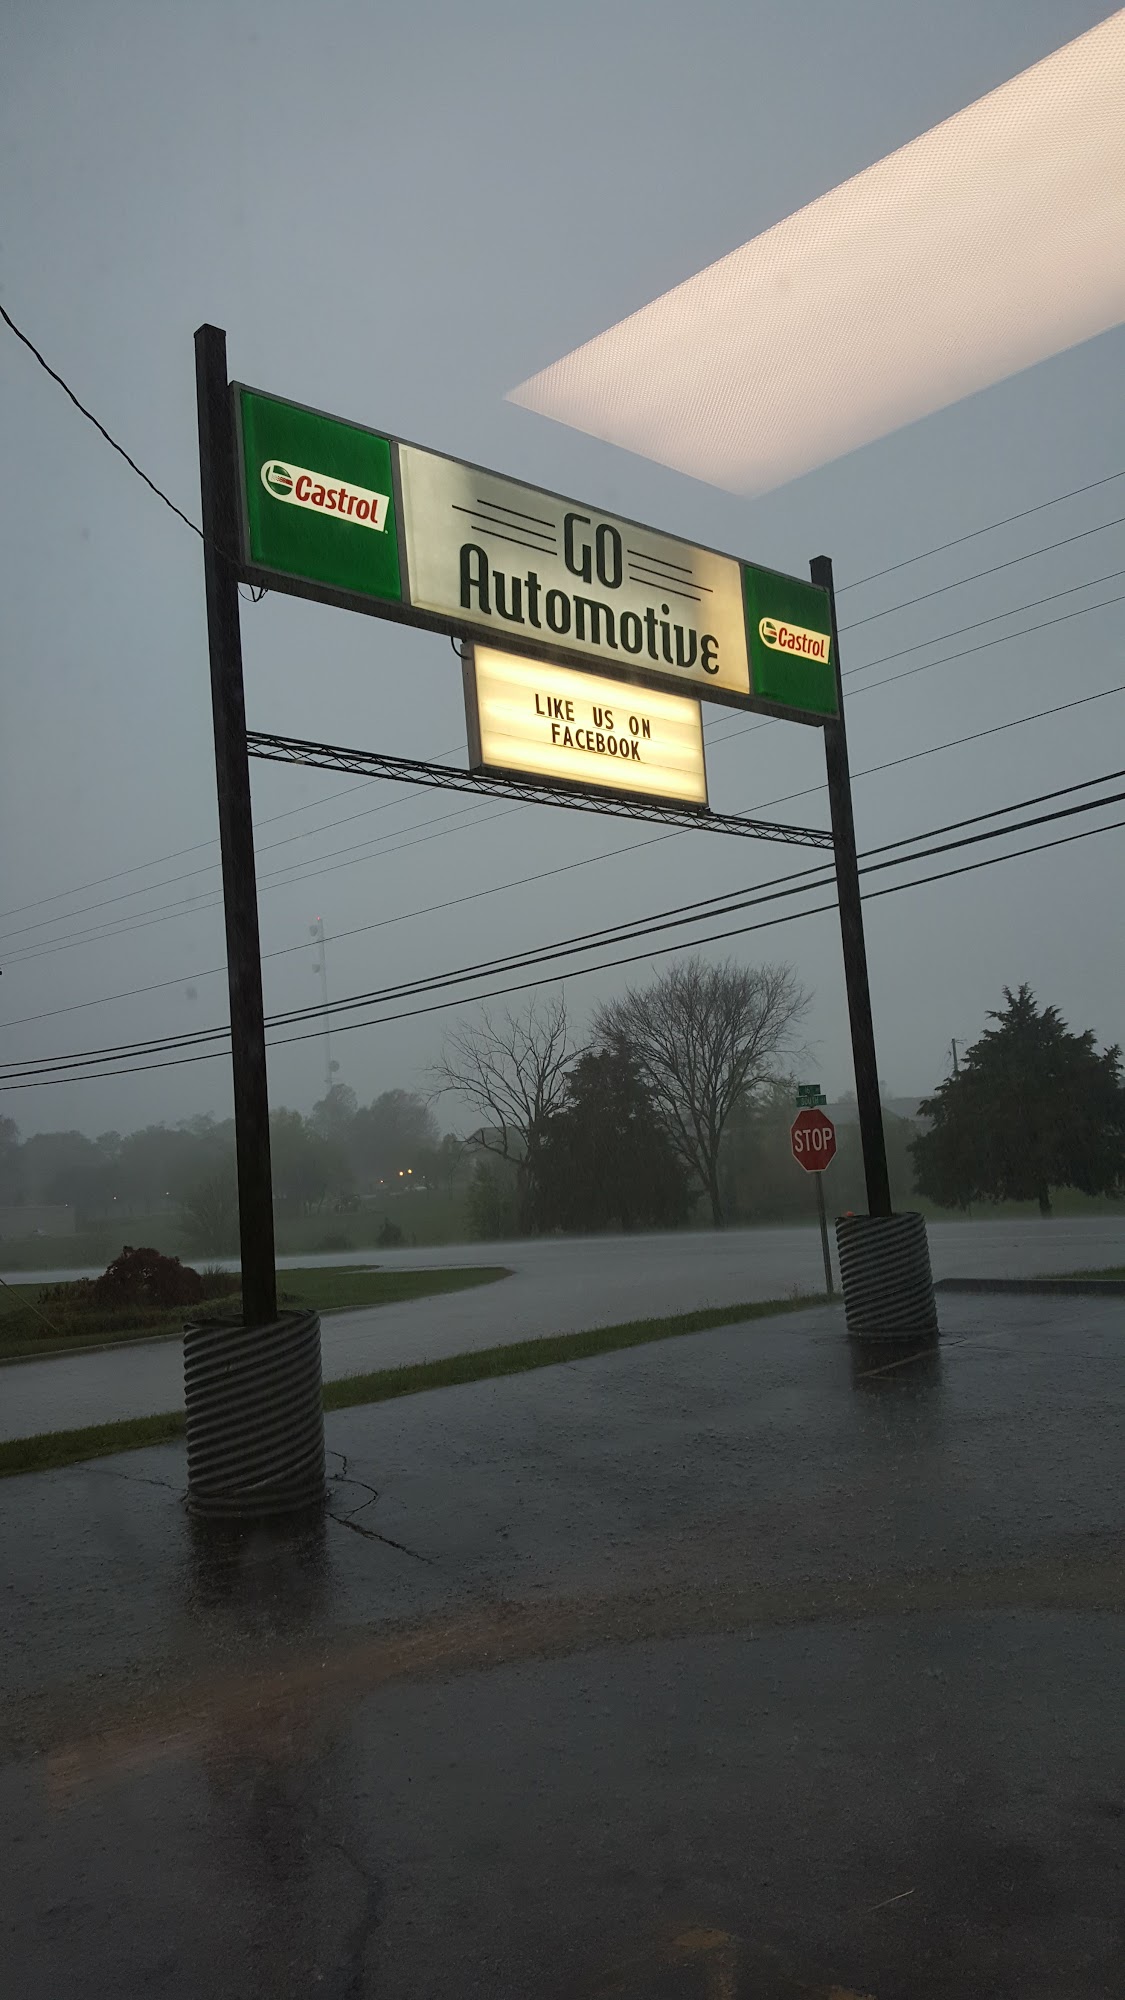 Castrol
GO
Automotive
Castrol
LIKE US ON
FACEBOOK
STOP